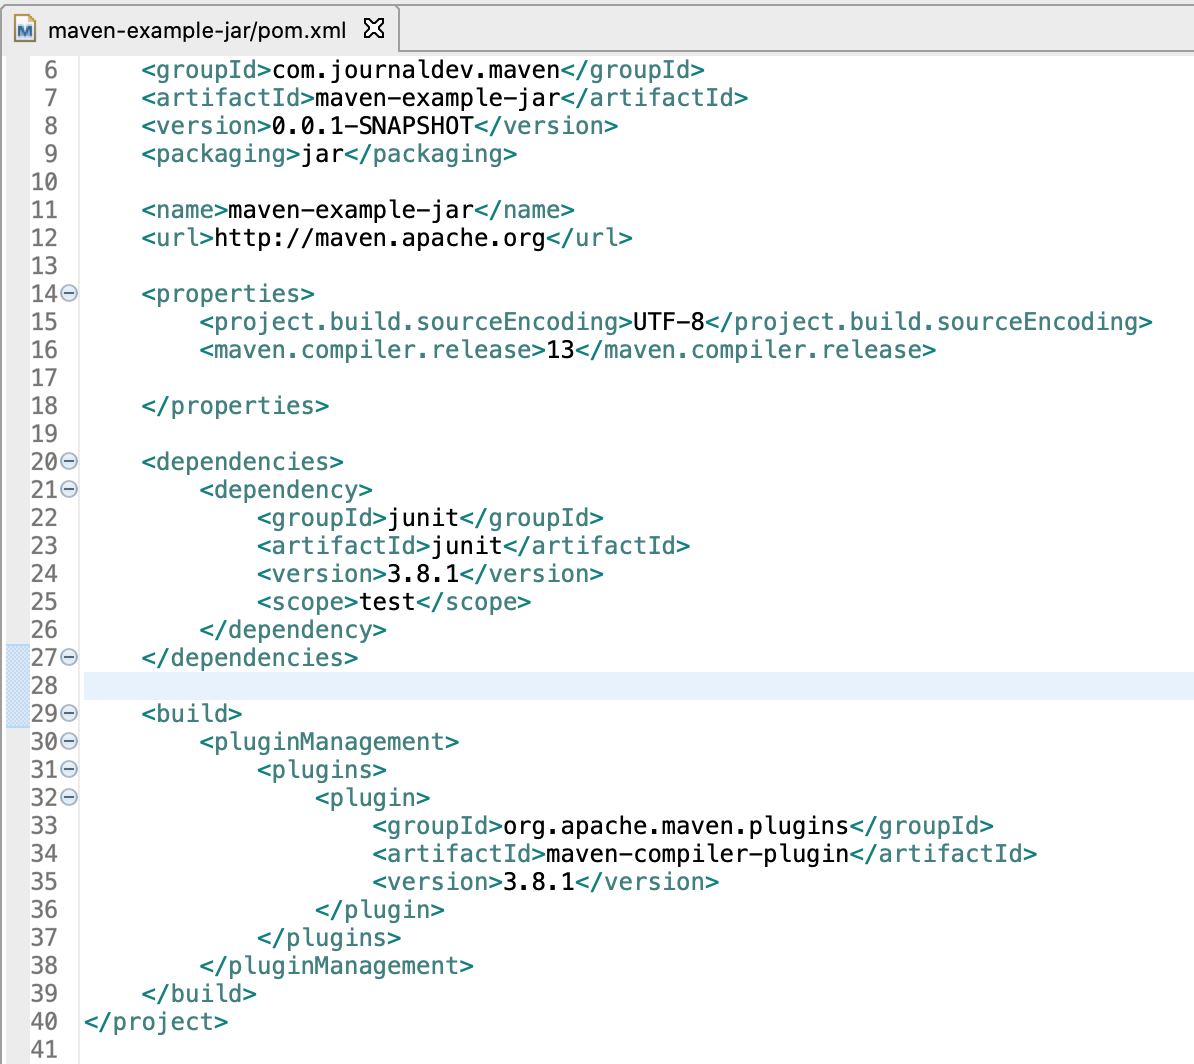 maven-example-jar/pom.xml
6 <groupId>com.journaldev.maven</groupId>
7 <artifactId>maven-example-jar</artifactId>
8 <version>0.0.1-SNAPSHOT</version>
9 <packaging>jar</packaging>
10
11 <name>maven-example-jar</name>
12 <url>http://maven.apache.org</url>
13
14 <properties>
15 <project.build.sourceEncoding>UTF-8</project.build.sourceEncoding>
16 <maven.compiler.release>13</maven.compiler.release>
17
18 </properties>
19
20 <dependencies>
21 <dependency>
22 <groupId>junit</groupId>
23 <artifactId>junit</artifactId>
24 <version>3.8.1</version>
25 <scope>test</scope>
26 </dependency>
27 </dependencies>
28
29 <build>
30 <pluginManagement>
31 <plugins>
32 <plugin>
33 <groupId>org.apache.maven.plugins</groupId>
34 <artifactId>maven-compiler-plugin</artifactId>
35 <version>3.8.1</version>
36 </plugin>
37 </plugins>
38 </pluginManagement>
39 </build>
40 </project>
41